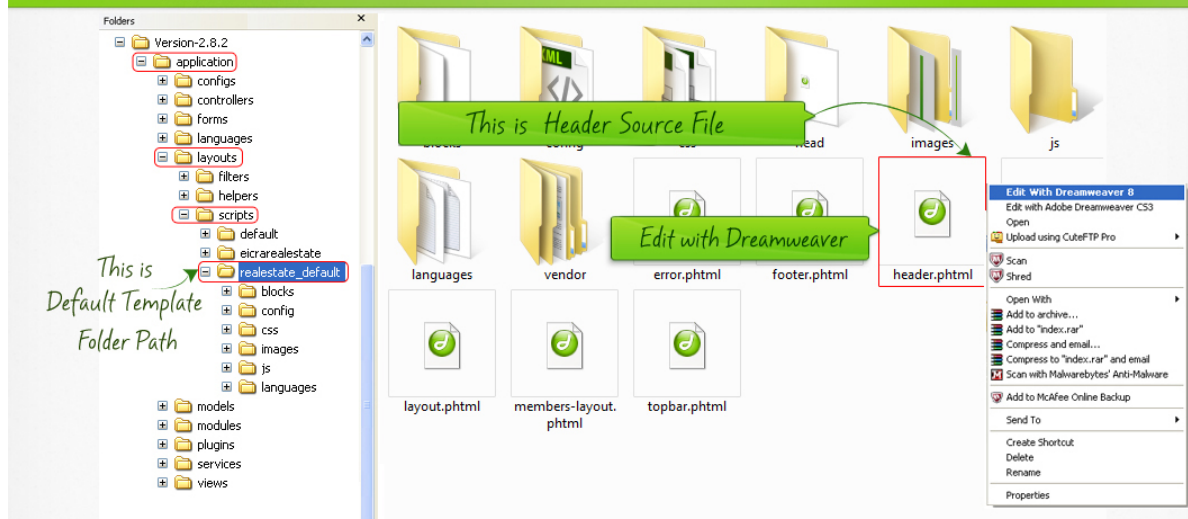 Folders
×
Version-2.8.2
application
configs
controllers
forms
languages
layouts
filters
helpers
scripts
default
eicrarealestate
realestate_default
blocks
config
css
images
js
languages
models
modules
plugins
services
views
This is
Default Template
Folder Path
XML
This is Header Source File
blocks
config
css
head
images
js
Edit with Dreamweaver
languages
vendor
error.phtml
footer.phtml
header.phtml
layout.phtml
members-layout.
phtml
topbar.phtml
Edit With Dreamweaver 8
Edit with Adobe Dreamweaver CS3
Open
Upload using CuteFTP Pro
Scan
Shred
Open With
Add to archive...
Add to "index.rar"
Compress and email...
Compress to "index.rar" and email
Scan with Malwarebytes' Anti-Malware
Add to McAfee Online Backup
Send To
Create Shortcut
Delete
Rename
Properties